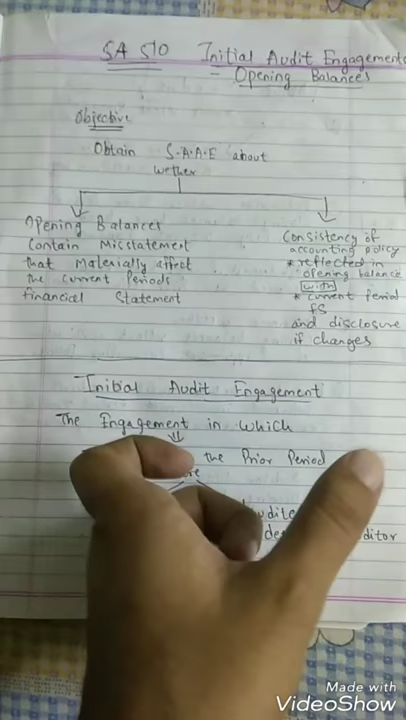 SA 510 Initial Audit Engagements
- Opening Balances
Objective
Obtain S.A.A.E about
wether
Opening Balances
Contain Misstatement
that Materially affect
the current Periods
financial Statement
Consistency of
accounting policy
* reflected in
opening balance
with
* current period
FS
and disclosure
if changes
Initial Audit Engagement
The Engagement in which
the Prior Period
Made with
VideoShow